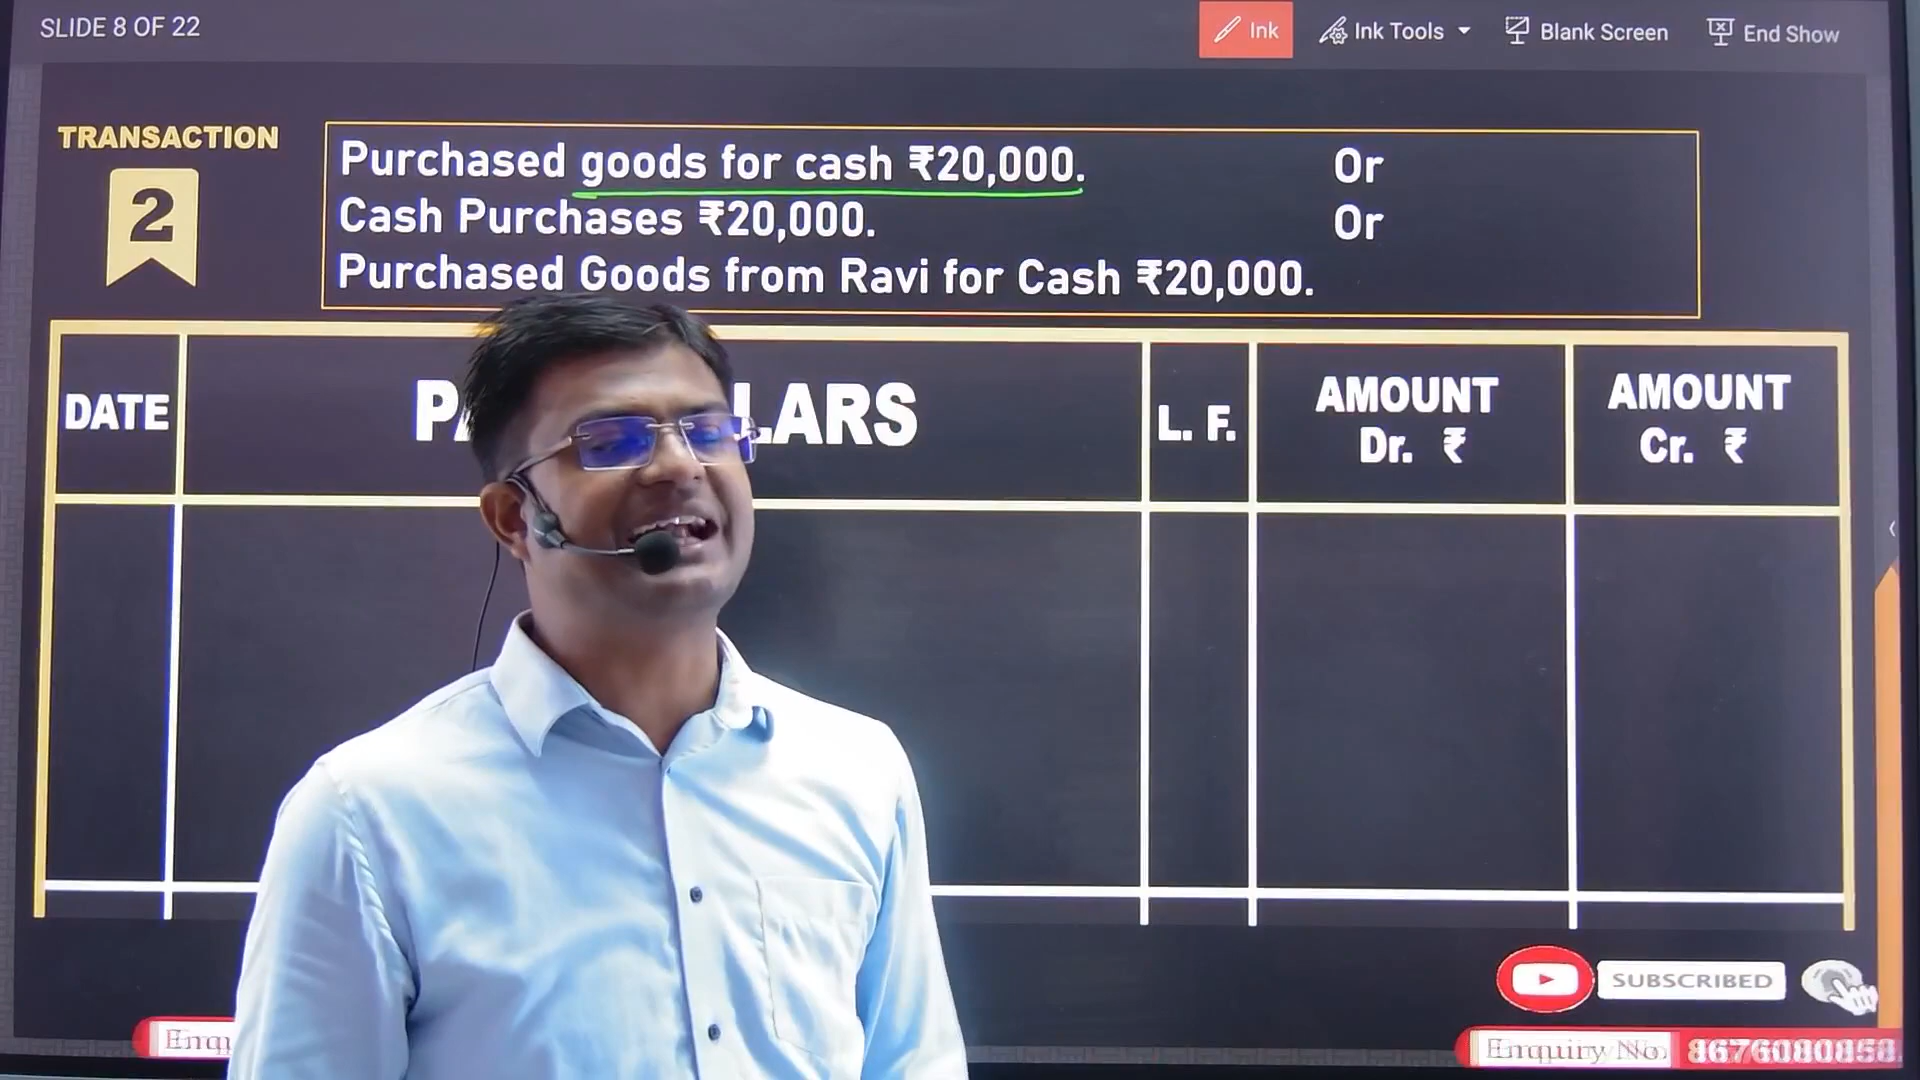 SLIDE 8 OF 22
Ink
Ink Tools
Blank Screen
End Show
TRANSACTION
2
Purchased goods for cash ₹20,000. Or
Cash Purchases ₹20,000. Or
Purchased Goods from Ravi for Cash ₹20,000.
DATE
LARS
L. F.
AMOUNT
Dr. ₹
AMOUNT
Cr. ₹
SUBSCRIBED
Enquiry No. 8676080858